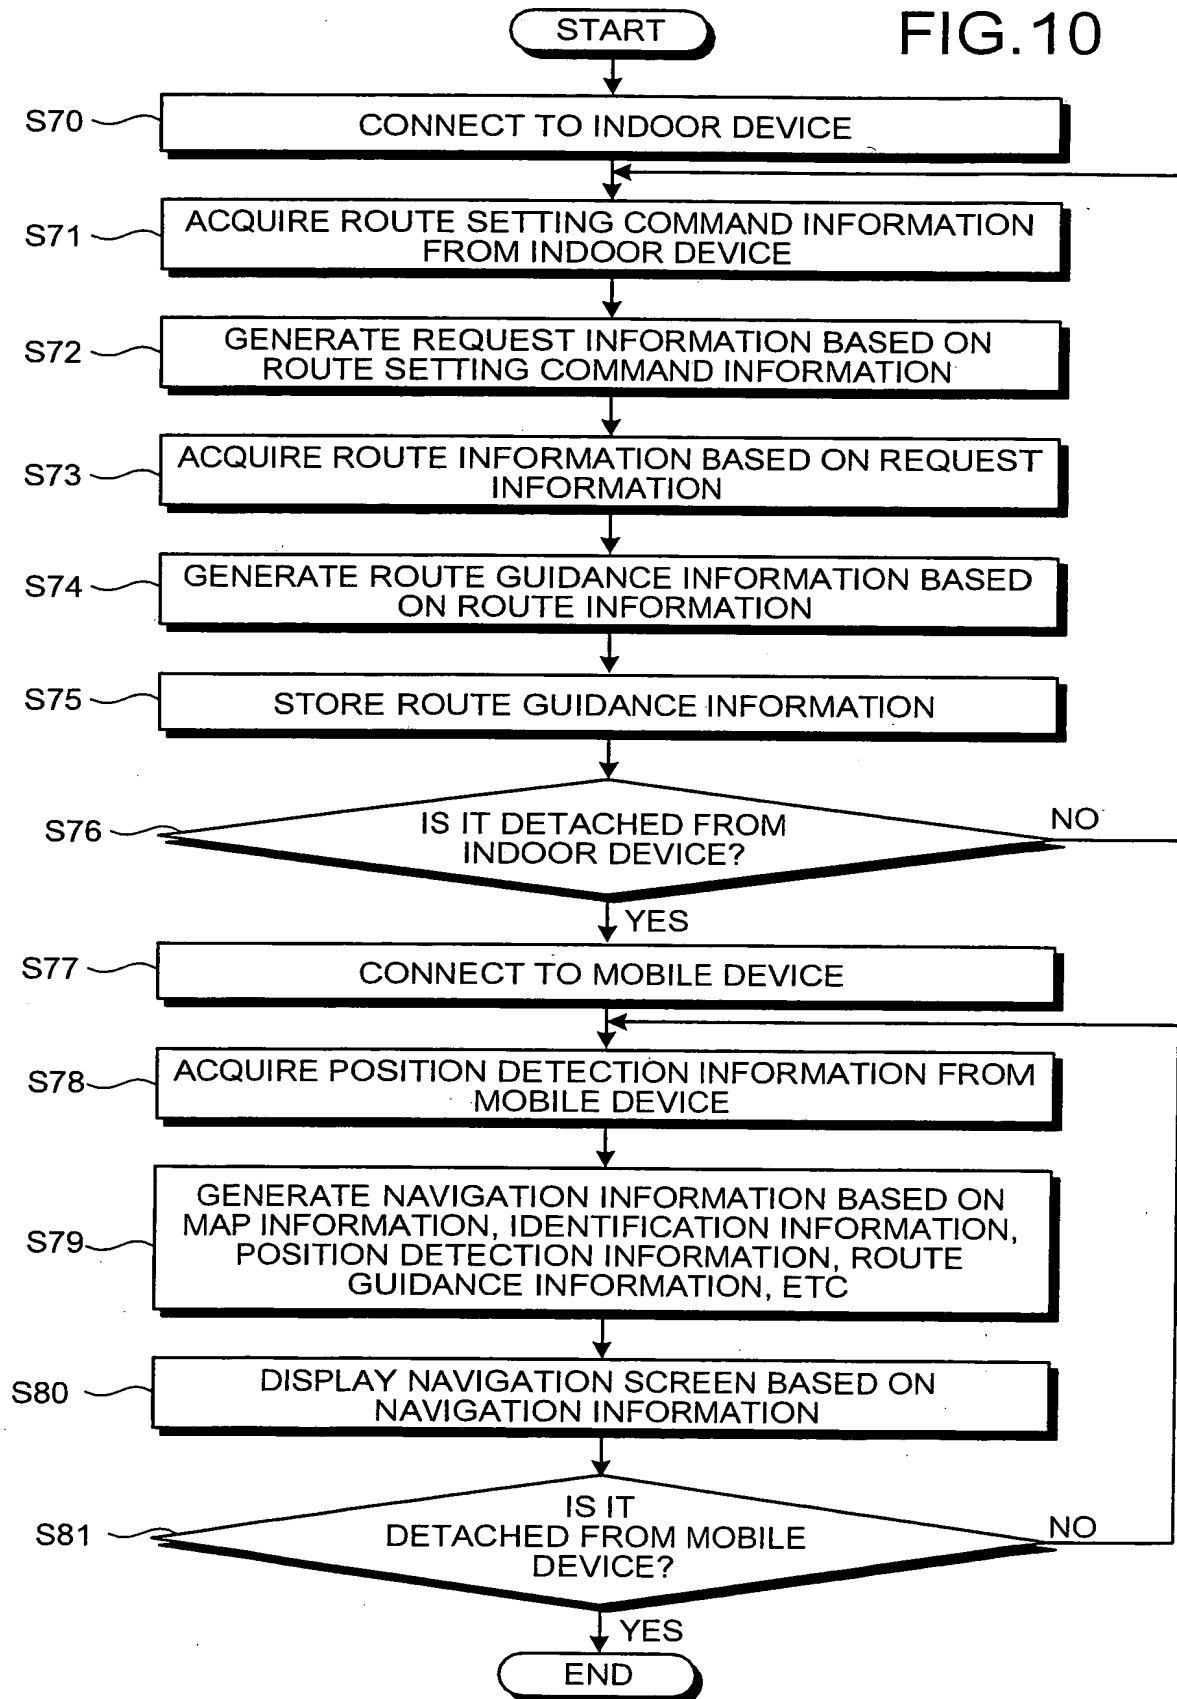 START
FIG.10
S70
CONNECT TO INDOOR DEVICE
S71
ACQUIRE ROUTE SETTING COMMAND INFORMATION
FROM INDOOR DEVICE
S72
GENERATE REQUEST INFORMATION BASED ON
ROUTE SETTING COMMAND INFORMATION
S73
ACQUIRE ROUTE INFORMATION BASED ON REQUEST
INFORMATION
S74
GENERATE ROUTE GUIDANCE INFORMATION BASED
ON ROUTE INFORMATION
S75
STORE ROUTE GUIDANCE INFORMATION
S76
IS IT DETACHED FROM
INDOOR DEVICE?
NO
YES
S77
CONNECT TO MOBILE DEVICE
S78
ACQUIRE POSITION DETECTION INFORMATION FROM
MOBILE DEVICE
S79
GENERATE NAVIGATION INFORMATION BASED ON
MAP INFORMATION, IDENTIFICATION INFORMATION,
POSITION DETECTION INFORMATION, ROUTE
GUIDANCE INFORMATION, ETC
S80
DISPLAY NAVIGATION SCREEN BASED ON
NAVIGATION INFORMATION
S81
IS IT
DETACHED FROM MOBILE
DEVICE?
NO
YES
END